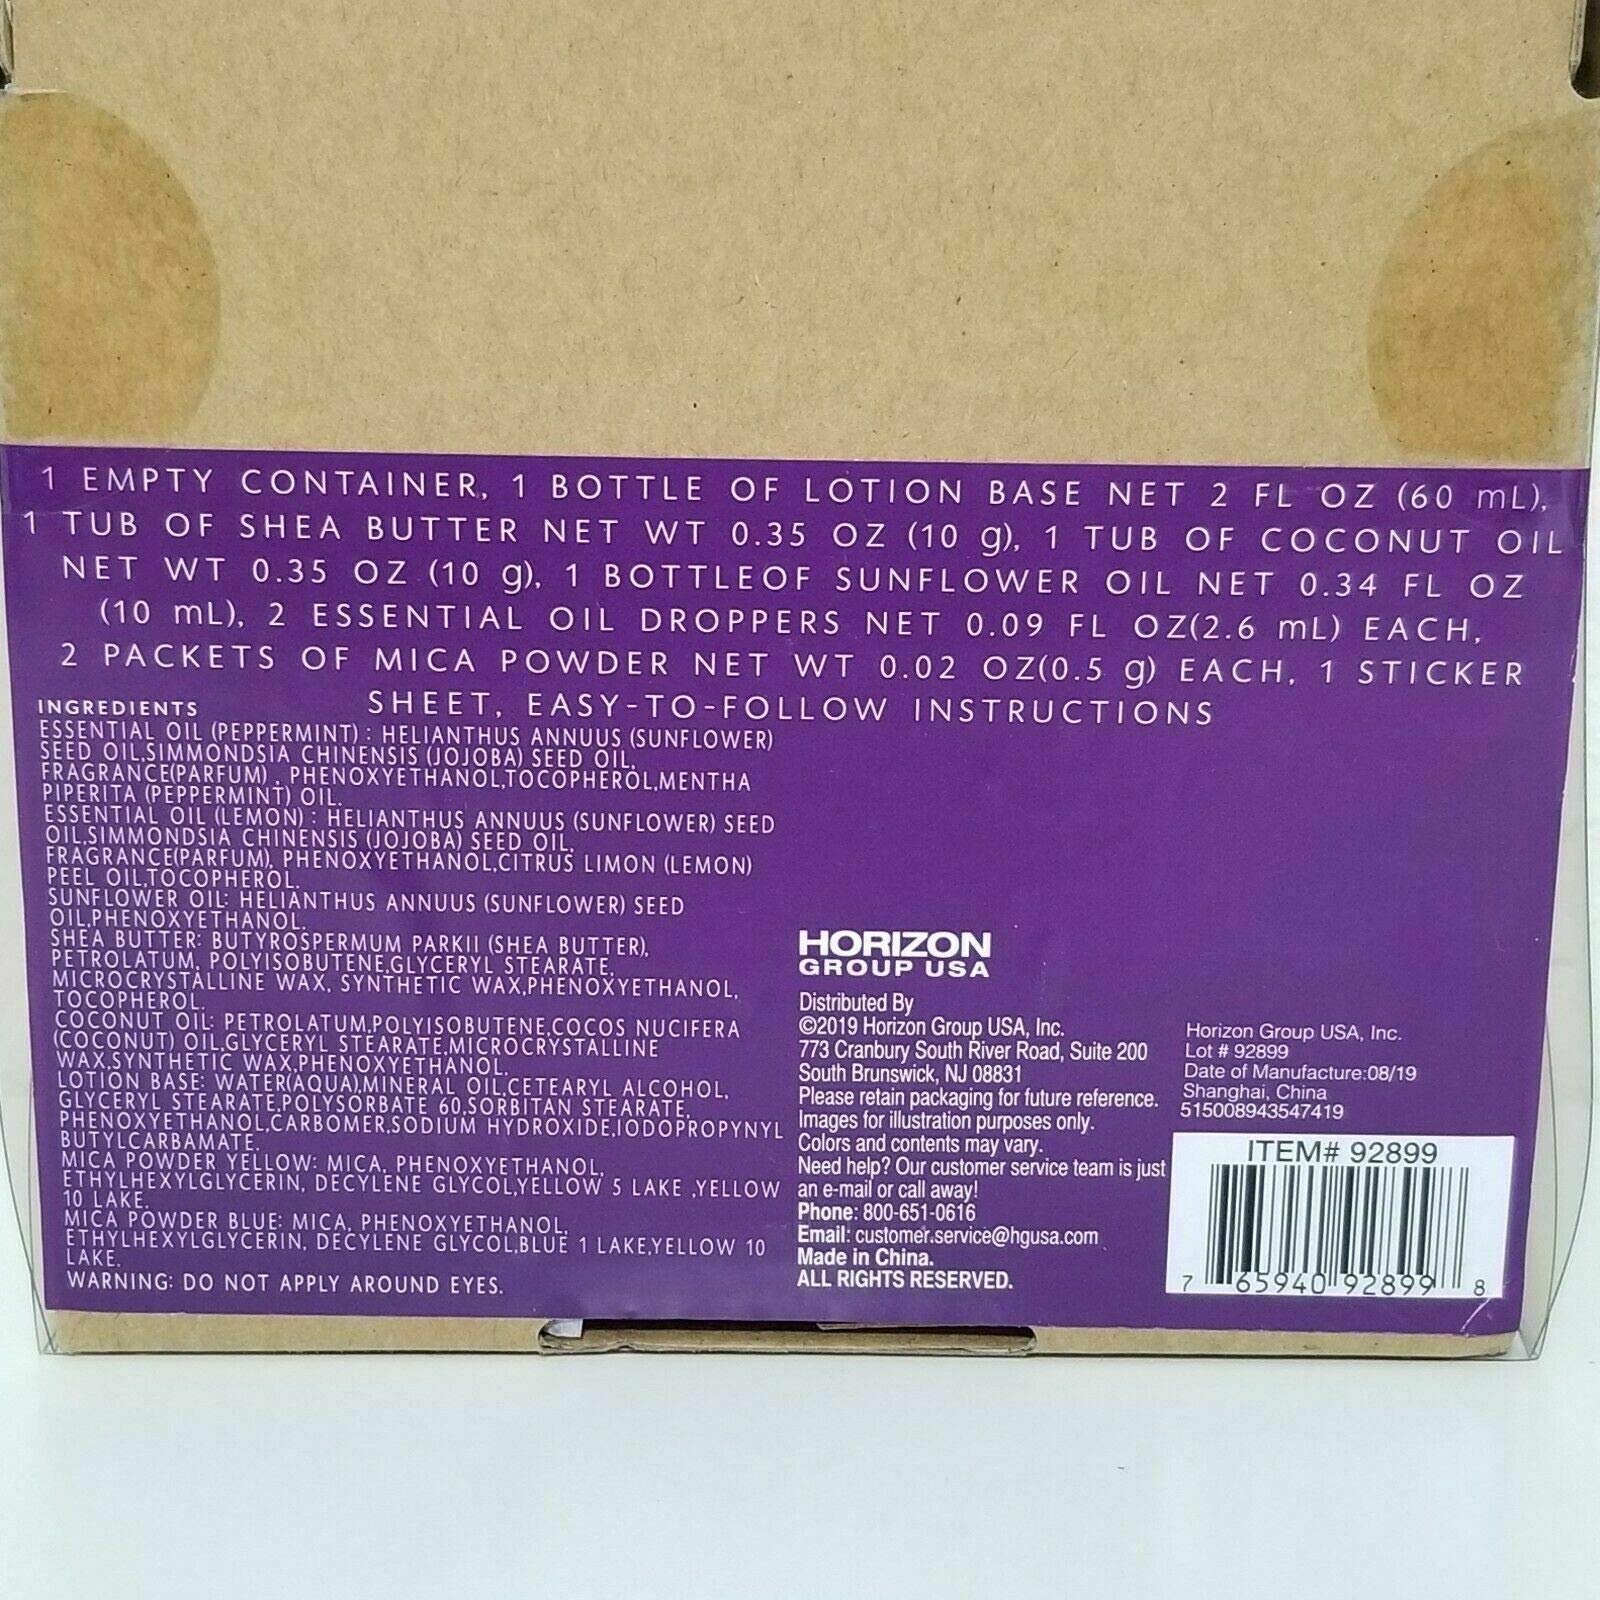 1 EMPTY CONTAINER, 1 BOTTLE OF LOTION BASE NET 2 FL OZ (60 mL),
1 TUB OF SHEA BUTTER NET WT 0.35 OZ (10 g), 1 TUB OF COCONUT OIL
NET WT 0.35 OZ (10 g), 1 BOTTLEOF SUNFLOWER OIL NET 0.34 FL OZ
(10 mL), 2 ESSENTIAL OIL DROPPERS NET 0.09 FL OZ(2.6 mL) EACH,
2 PACKETS OF MICA POWDER NET WT 0.02 OZ(0.5 g) EACH, 1 STICKER
SHEET, EASY-TO-FOLLOW INSTRUCTIONS
INGREDIENTS
ESSENTIAL OIL (PEPPERMINT) : HELIANTHUS ANNUUS (SUNFLOWER)
SEED OIL,SIMMONDSIA CHINENSIS (JOJOBA) SEED OIL,
FRAGRANCE(PARFUM) , PHENOXYETHANOL,TOCOPHEROL,MENTHA
PIPERITA (PEPPERMINT) OIL.
ESSENTIAL OIL (LEMON) : HELIANTHUS ANNUUS (SUNFLOWER) SEED
OIL,SIMMONDSIA CHINENSIS (JOJOBA) SEED OIL,
FRAGRANCE(PARFUM), PHENOXYETHANOL,CITRUS LIMON (LEMON)
PEEL OIL,TOCOPHEROL.
SUNFLOWER OIL: HELIANTHUS ANNUUS (SUNFLOWER) SEED
OIL,PHENOXYETHANOL.
SHEA BUTTER: BUTYROSPERMUM PARKII (SHEA BUTTER),
PETROLATUM, POLYISOBUTENE,GLYCERYL STEARATE,
MICROCRYSTALLINE WAX, SYNTHETIC WAX,PHENOXYETHANOL,
TOCOPHEROL.
COCONUT OIL: PETROLATUM,POLYISOBUTENE,COCOS NUCIFERA
(COCONUT) OIL,GLYCERYL STEARATE,MICROCRYSTALLINE
WAX,SYNTHETIC WAX,PHENOXYETHANOL.
LOTION BASE: WATER(AQUA),MINERAL OIL,CETEARYL ALCOHOL,
GLYCERYL STEARATE,POLYSORBATE 60,SORBITAN STEARATE,
PHENOXYETHANOL,CARBOMER,SODIUM HYDROXIDE,IODOPROPYNYL
BUTYLCARBAMATE.
MICA POWDER YELLOW: MICA, PHENOXYETHANOL,
ETHYLHEXYLGLYCERIN, DECYLENE GLYCOL,YELLOW 5 LAKE ,YELLOW
10 LAKE.
MICA POWDER BLUE: MICA, PHENOXYETHANOL,
ETHYLHEXYLGLYCERIN, DECYLENE GLYCOL,BLUE 1 LAKE,YELLOW 10
LAKE.
WARNING: DO NOT APPLY AROUND EYES.
HORIZON
GROUP USA
Distributed By
©2019 Horizon Group USA, Inc.
773 Cranbury South River Road, Suite 200
South Brunswick, NJ 08831
Please retain packaging for future reference.
Images for illustration purposes only.
Colors and contents may vary.
Need help? Our customer service team is just
an e-mail or call away!
Phone: 800-651-0616
Email: customer.service@hgusa.com
Made in China.
ALL RIGHTS RESERVED.
Horizon Group USA, Inc.
Lot # 92899
Date of Manufacture:08/19
Shanghai, China
515008943547419
ITEM# 92899
7 65940 92899 8